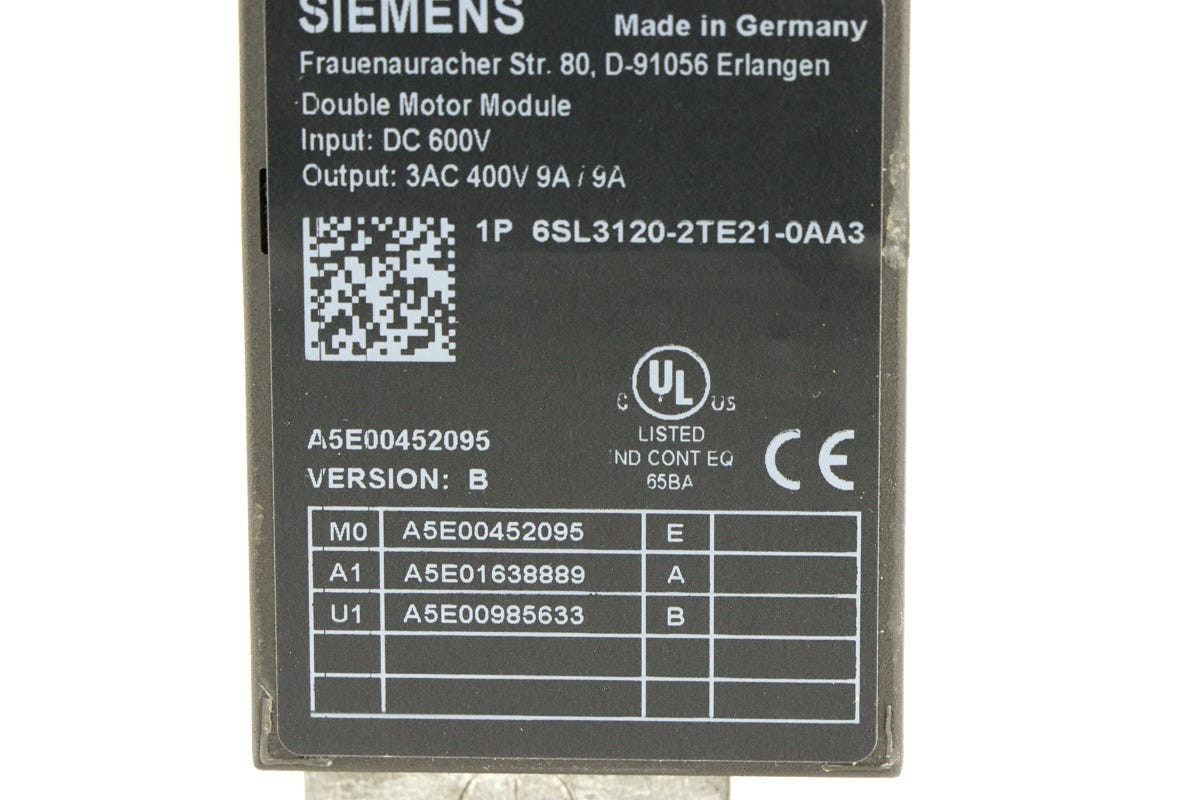 SIEMENS
Made in Germany
Frauenauracher Str. 80, D-91056 Erlangen
Double Motor Module
Input: DC 600V
Output: 3AC 400V 9A / 9A
1P 6SL3120-2TE21-0AA3
C UL US
LISTED
ND CONT EQ
65BA
CE
A5E00452095
VERSION: B
M0 A5E00452095 E
A1 A5E01638889 A
U1 A5E00985633 B